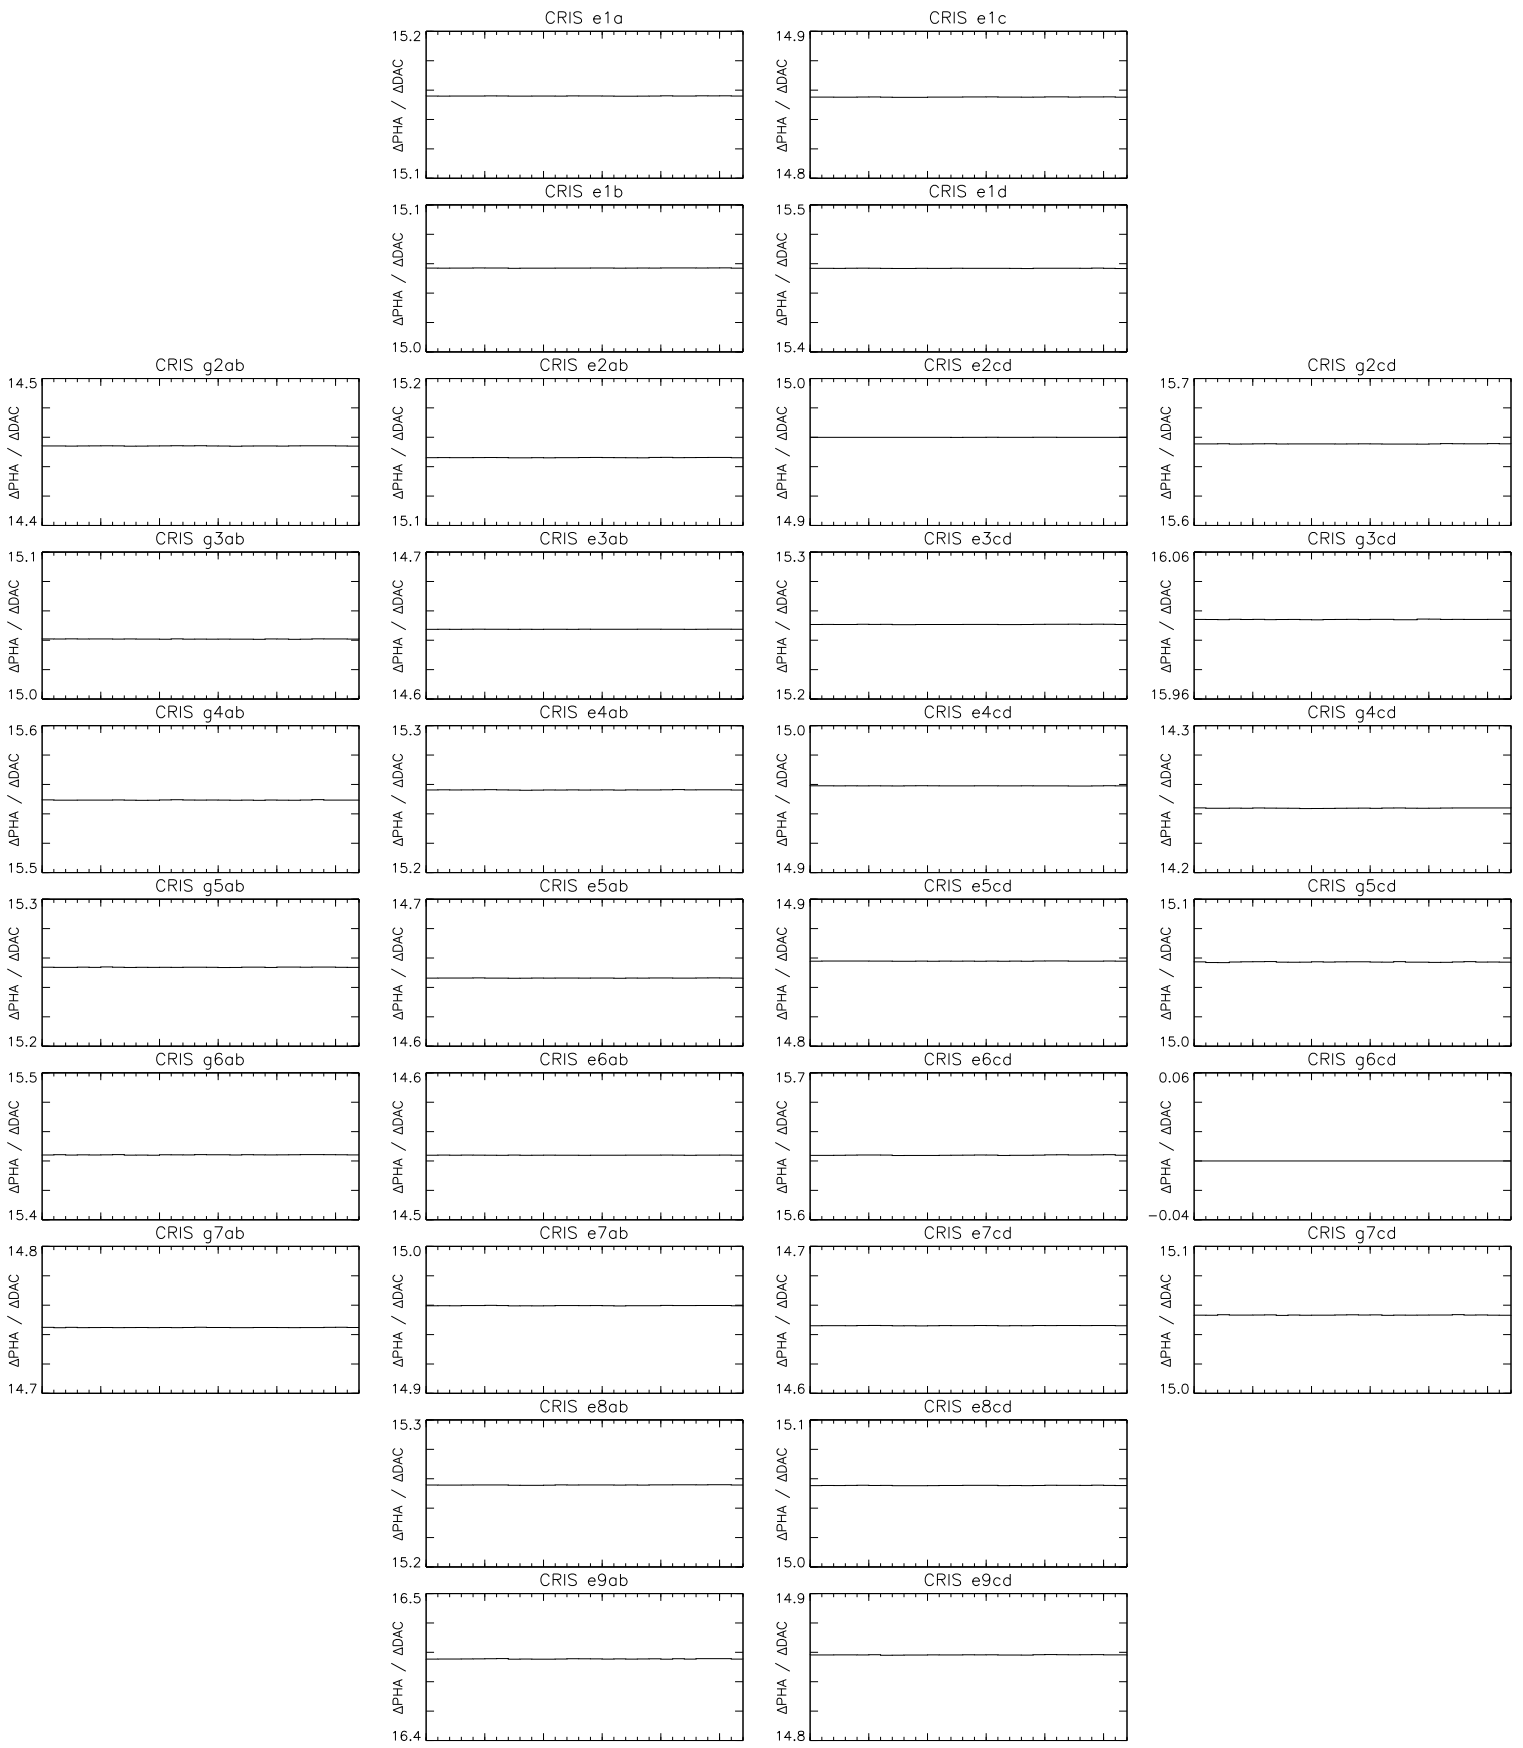 CRIS e1a
CRIS e1c
15.2
ΔPHA / ΔDAC
15.1
14.9
ΔPHA / ΔDAC
14.8
CRIS e1b
CRIS e1d
15.1
ΔPHA / ΔDAC
15.0
15.5
ΔPHA / ΔDAC
15.4
CRIS g2ab
CRIS e2ab
CRIS e2cd
CRIS g2cd
14.5
ΔPHA / ΔDAC
14.4
15.2
ΔPHA / ΔDAC
15.1
15.0
ΔPHA / ΔDAC
14.9
15.7
ΔPHA / ΔDAC
15.6
CRIS g3ab
CRIS e3ab
CRIS e3cd
CRIS g3cd
15.1
ΔPHA / ΔDAC
15.0
14.7
ΔPHA / ΔDAC
14.6
15.3
ΔPHA / ΔDAC
15.2
16.06
ΔPHA / ΔDAC
15.96
CRIS g4ab
CRIS e4ab
CRIS e4cd
CRIS g4cd
15.6
ΔPHA / ΔDAC
15.5
15.3
ΔPHA / ΔDAC
15.2
15.0
ΔPHA / ΔDAC
14.9
14.3
ΔPHA / ΔDAC
14.2
CRIS g5ab
CRIS e5ab
CRIS e5cd
CRIS g5cd
15.3
ΔPHA / ΔDAC
15.2
14.7
ΔPHA / ΔDAC
14.6
14.9
ΔPHA / ΔDAC
14.8
15.1
ΔPHA / ΔDAC
15.0
CRIS g6ab
CRIS e6ab
CRIS e6cd
CRIS g6cd
15.5
ΔPHA / ΔDAC
15.4
14.6
ΔPHA / ΔDAC
14.5
15.7
ΔPHA / ΔDAC
15.6
0.06
ΔPHA / ΔDAC
−0.04
CRIS g7ab
CRIS e7ab
CRIS e7cd
CRIS g7cd
14.8
ΔPHA / ΔDAC
14.7
15.0
ΔPHA / ΔDAC
14.9
14.7
ΔPHA / ΔDAC
14.6
15.1
ΔPHA / ΔDAC
15.0
CRIS e8ab
CRIS e8cd
15.3
ΔPHA / ΔDAC
15.2
15.1
ΔPHA / ΔDAC
15.0
CRIS e9ab
CRIS e9cd
16.5
ΔPHA / ΔDAC
16.4
14.9
ΔPHA / ΔDAC
14.8